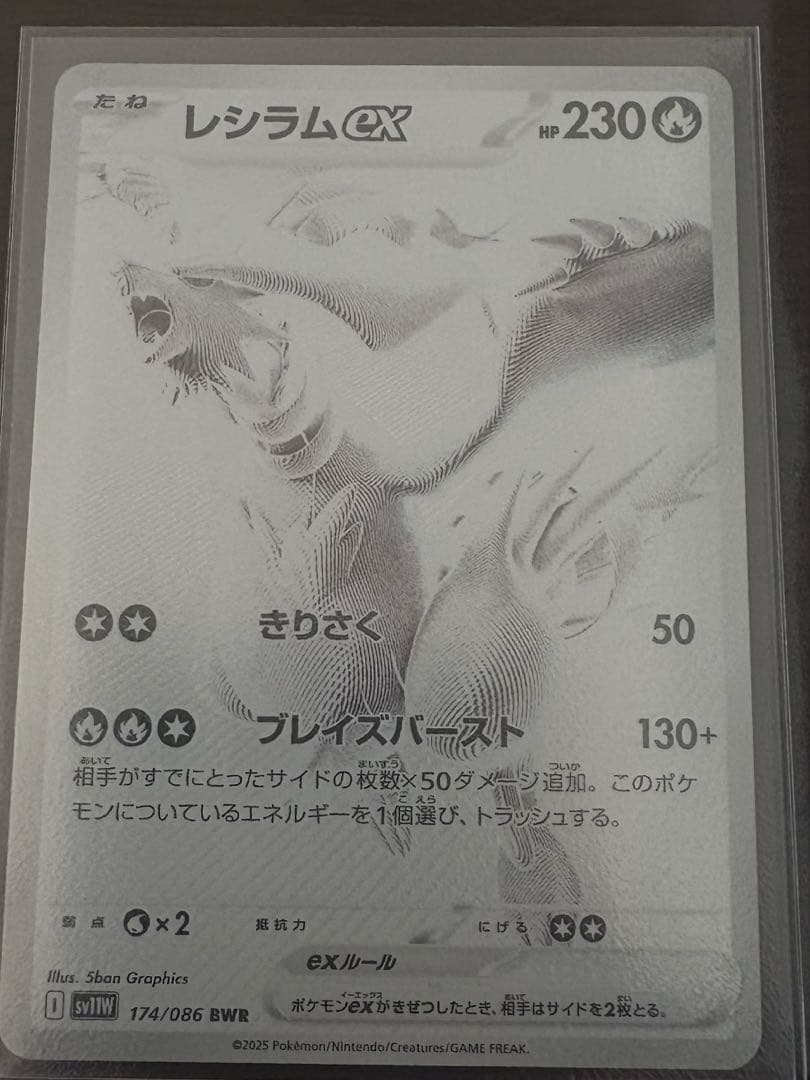 たね
レシラムex
HP230
きりさく 50
ブレイズバースト 130+
相手がすでにとったサイドの枚数×50ダメージ追加。このポケ
モンについているエネルギーを1個選び、トラッシュする。
弱点 ×2 抵抗力 にげる
exルール
Illus. 5ban Graphics
I SV11W 174/086 BWR
ポケモンexがきぜつしたとき、相手はサイドを2枚とる。
©2025 Pokémon/Nintendo/Creatures/GAME FREAK.